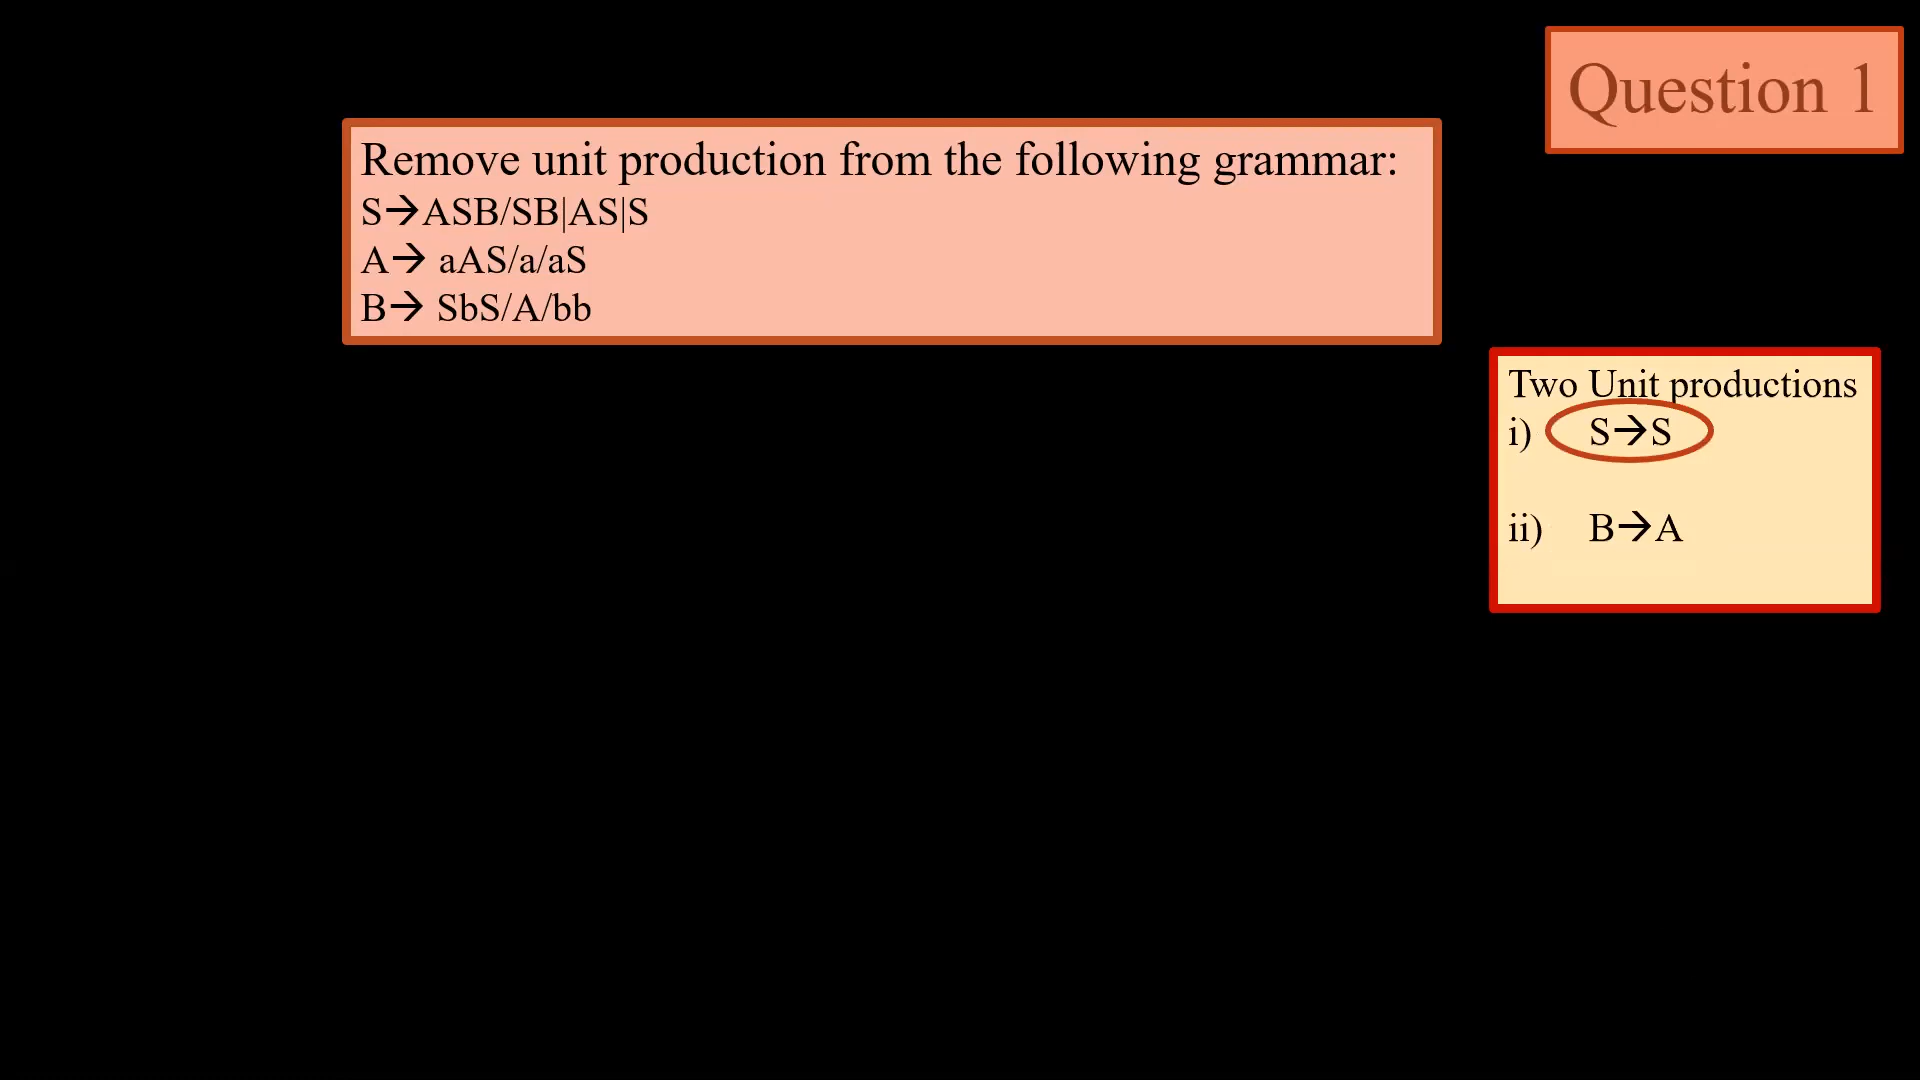 Question 1
Remove unit production from the following grammar:
S→ASB/SB|AS|S
A→ aAS/a/aS
B→ SbS/A/bb
Two Unit productions
i) S→S
ii) B→A